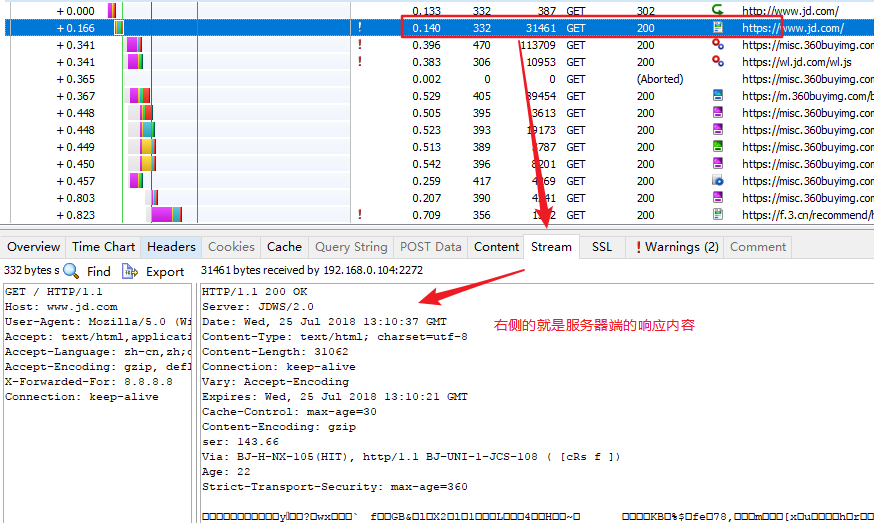 + 0.000 0.133 332 387 GET 302 http://www.jd.com/
+ 0.166 ! 0.140 332 31461 GET 200 https://www.jd.com/
+ 0.341 ! 0.396 470 113709 GET 200 https://misc.360buyimg.com/
+ 0.341 ! 0.383 306 10953 GET 200 https://wl.jd.com/wl.js
+ 0.365 0.002 0 0 GET (Aborted) https://misc.360buyimg.com/
+ 0.367 0.529 405 39454 GET 200 https://m.360buyimg.com/b
+ 0.448 0.505 395 3613 GET 200 https://misc.360buyimg.com/
+ 0.448 0.523 393 19173 GET 200 https://misc.360buyimg.com/
+ 0.449 0.513 389 GET 200 https://misc.360buyimg.com/
+ 0.450 0.542 396 GET 200 https://misc.360buyimg.com/
+ 0.457 0.259 417 GET 200 https://misc.360buyimg.com/
+ 0.803 0.207 390 GET 200 https://misc.360buyimg.com/
+ 0.823 ! 0.709 356 GET 200 https://f.3.cn/recommend/h
Overview Time Chart Headers Cookies Cache Query String POST Data Content Stream SSL ! Warnings (2) Comment
332 bytes s Find Export 31461 bytes received by 192.168.0.104:2272
GET / HTTP/1.1
Host: www.jd.com
User-Agent: Mozilla/5.0 (Wi
Accept: text/html,applicati
Accept-Language: zh-cn,zh;q
Accept-Encoding: gzip, defl
X-Forwarded-For: 8.8.8.8
Connection: keep-alive
HTTP/1.1 200 OK
Server: JDWS/2.0
Date: Wed, 25 Jul 2018 13:10:37 GMT
Content-Type: text/html; charset=utf-8
Content-Length: 31062
Connection: keep-alive
Vary: Accept-Encoding
Expires: Wed, 25 Jul 2018 13:10:21 GMT
Cache-Control: max-age=30
Content-Encoding: gzip
ser: 143.66
Via: BJ-H-NX-105(HIT), http/1.1 BJ-UNI-1-JCS-108 ( [cRs f ])
Age: 22
Strict-Transport-Security: max-age=360
右侧的就是服务器端的响应内容